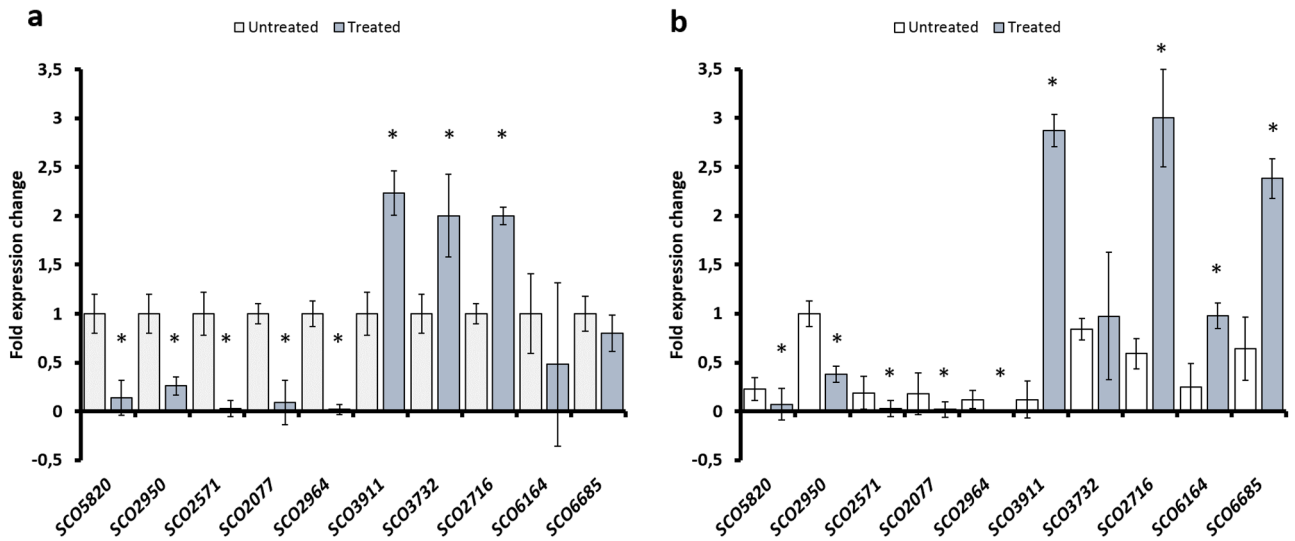 a
Untreated Treated
3,5
3
2,5
2
1,5
1
0,5
0
-0,5
Fold expression change
* * * * * * * *
SCO5820 SCO2950 SCO2571 SCO2077 SCO2964 SCO3911 SCO3732 SCO2716 SCO6164 SCO6685
b
Untreated Treated
3,5
3
2,5
2
1,5
1
0,5
0
-0,5
Fold expression change
* * * * * * * * *
SCO5820 SCO2950 SCO2571 SCO2077 SCO2964 SCO3911 SCO3732 SCO2716 SCO6164 SCO6685